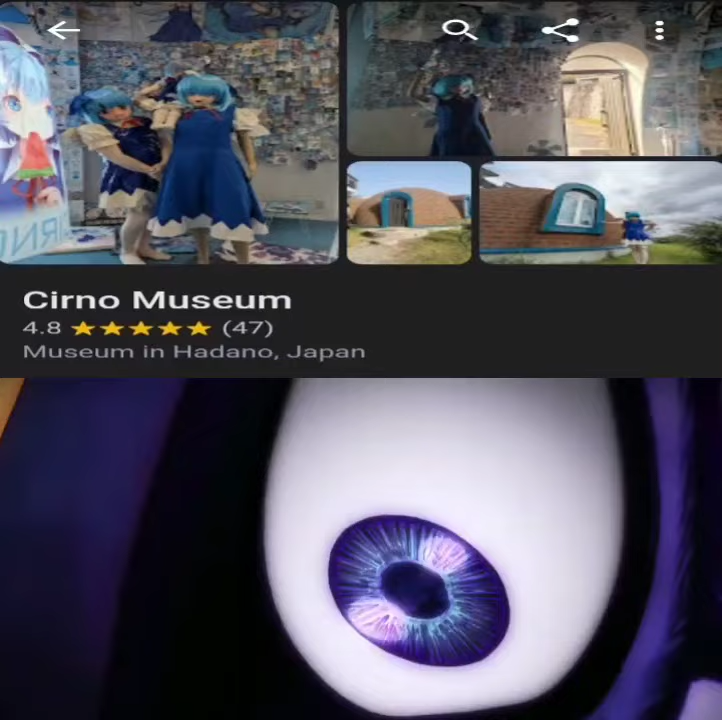 Cirno Museum
4.8 ★★★★★ (47)
Museum in Hadano, Japan